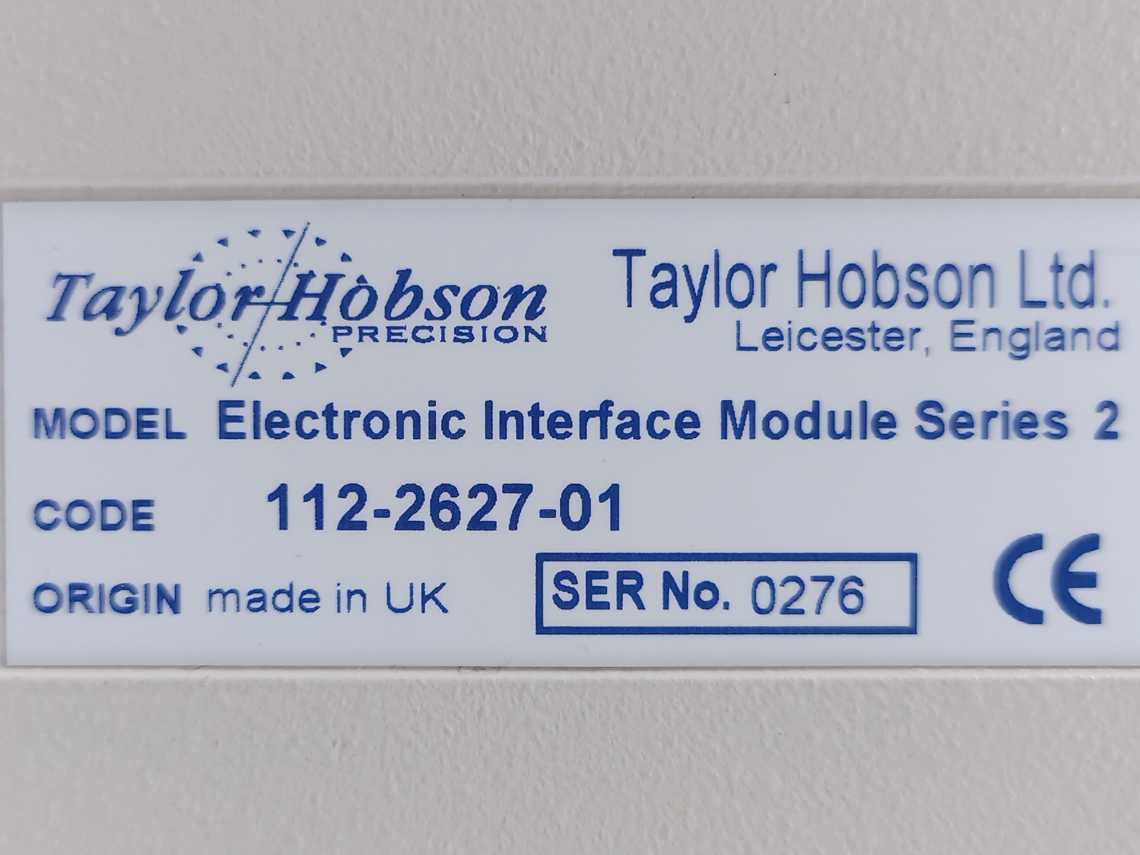 Taylor Hobson
PRECISION
Taylor Hobson Ltd.
Leicester, England
MODEL Electronic Interface Module Series 2
CODE 112-2627-01
ORIGIN made in UK
SER No. 0276
CE